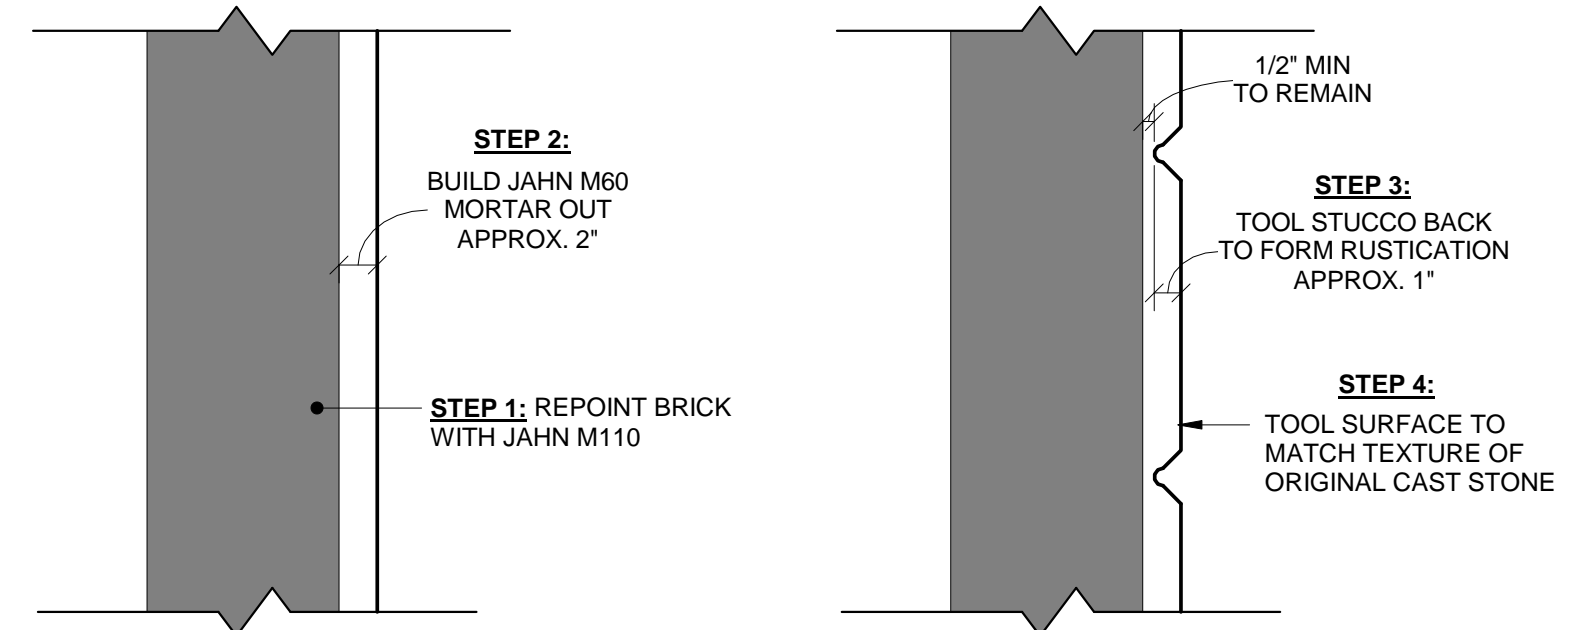 STEP 2:
BUILD JAHN M60
MORTAR OUT
APPROX. 2"
STEP 1: REPOINT BRICK
WITH JAHN M110
1/2" MIN
TO REMAIN
STEP 3:
TOOL STUCCO BACK
TO FORM RUSTICATION
APPROX. 1"
STEP 4:
TOOL SURFACE TO
MATCH TEXTURE OF
ORIGINAL CAST STONE